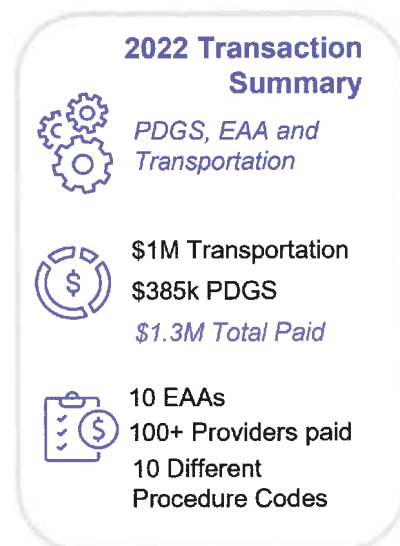 2022 Transaction
Summary
PDGS, EAA and
Transportation
$
$1M Transportation
$385k PDGS
$1.3M Total Paid
$
10 EAAs
100+ Providers paid
10 Different
Procedure Codes